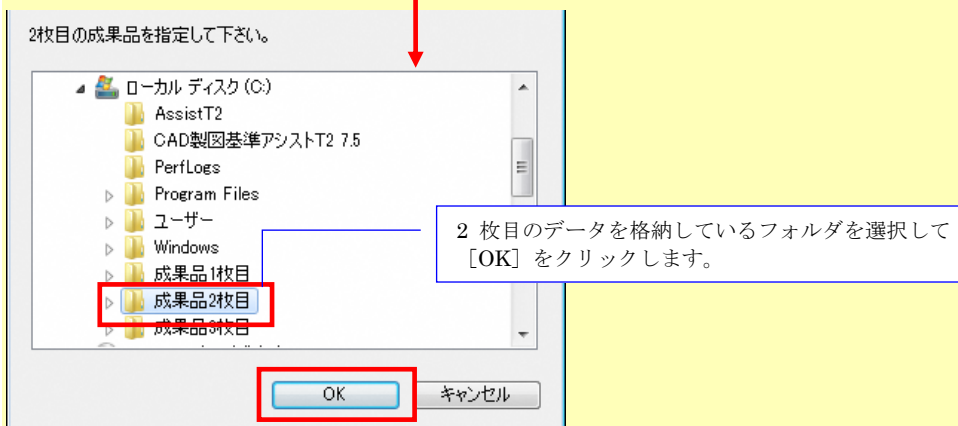 2枚目の成果品を指定して下さい。
ローカル ディスク (C:)
AssistT2
CAD製図基準アシストT2 7.5
PerfLogs
Program Files
ユーザー
Windows
成果品1枚目
成果品2枚目
成果品3枚目
2 枚目のデータを格納しているフォルダを選択して
［OK］をクリックします。
OK
キャンセル